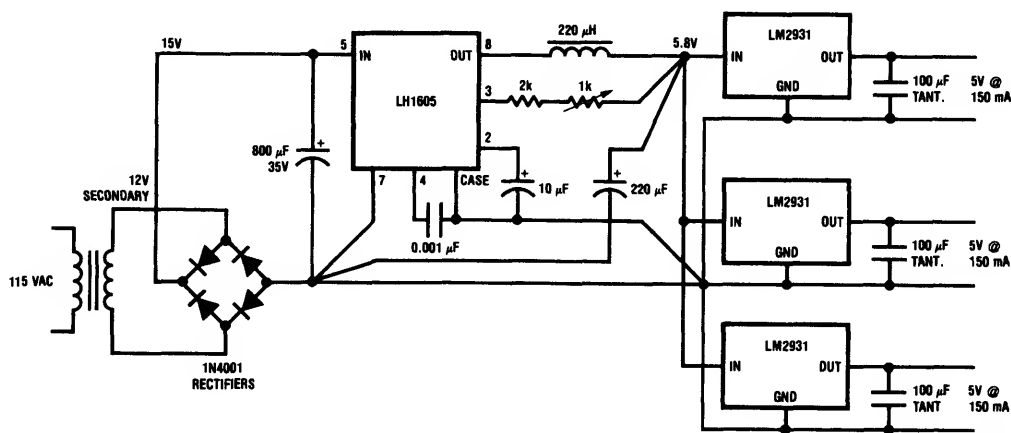 15V
5
IN
OUT
8
220 µH
5.8V
LH1605
3
2k
1k
2
800 µF
35V
+
7
4
CASE
+
10 µF
+
220 µF
0.001 µF
12V
SECONDARY
115 VAC
1N4001
RECTIFIERS
LM2931
IN
OUT
GND
100 µF
TANT.
5V @
150 mA
LM2931
IN
OUT
GND
100 µF
TANT.
5V @
150 mA
LM2931
IN
OUT
GND
100 µF
TANT
5V @
150 mA